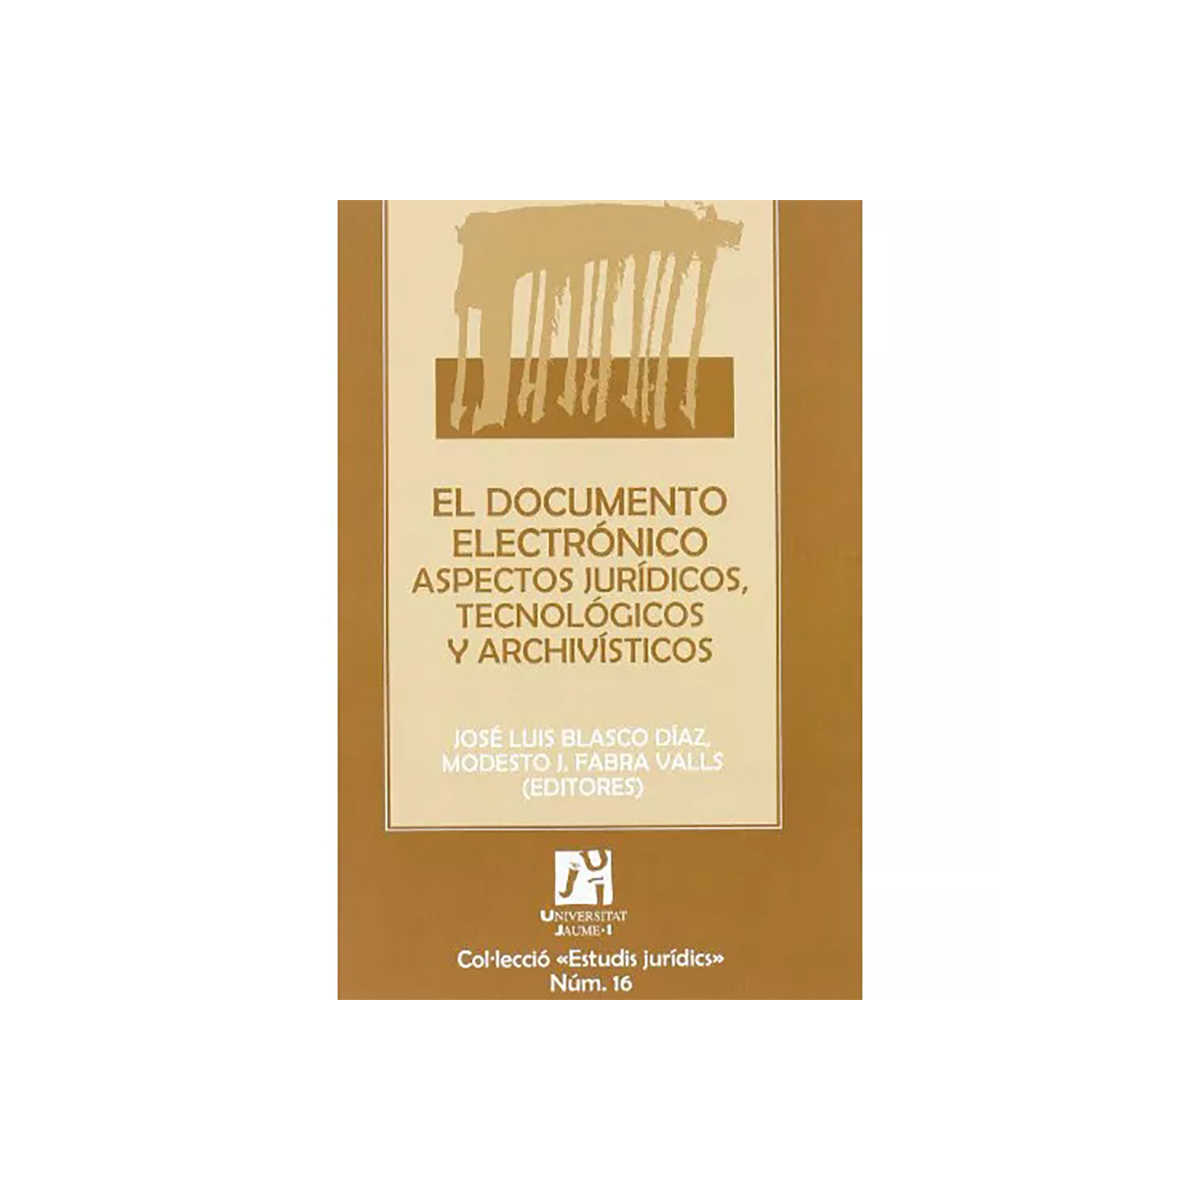 EL DOCUMENTO
ELECTRÓNICO
ASPECTOS JURÍDICOS,
TECNOLÓGICOS
Y ARCHIVÍSTICOS
JOSÉ LUIS BLASCO DÍAZ,
MODESTO J. FABRA VALLS
(EDITORES)
UJI
UNIVERSITAT
JAUME·I
Col·lecció «Estudis jurídics»
Núm. 16